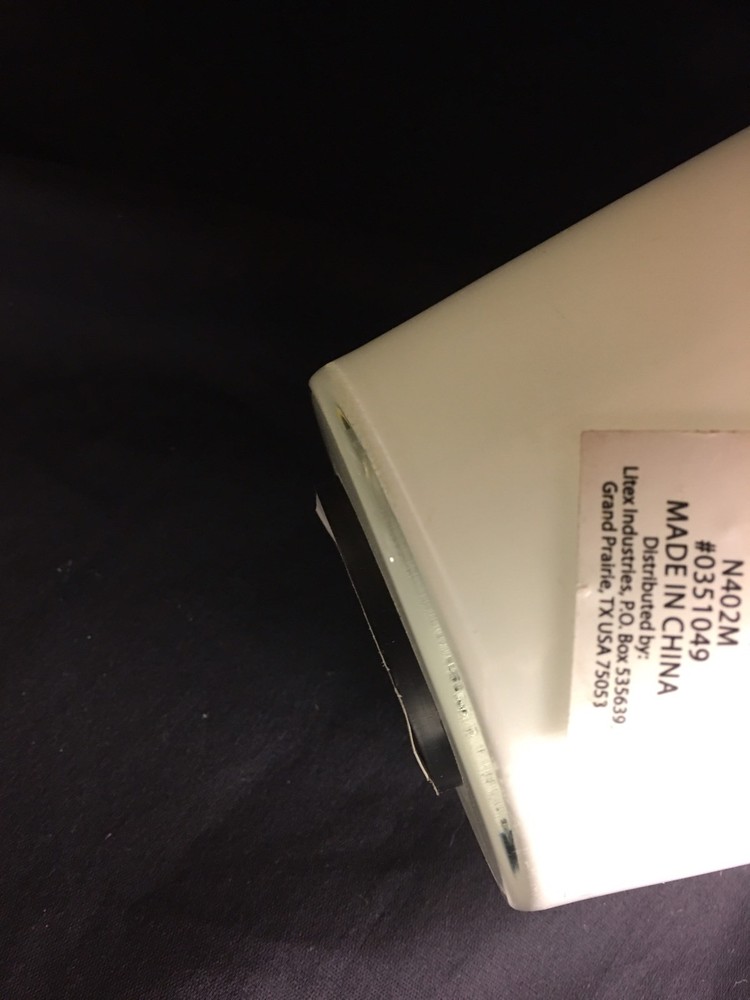 N402M
#0351049
MADE IN CHINA
Distributed by:
Litex Industries, P.O. Box 535639
Grand Prairie, TX USA 75053